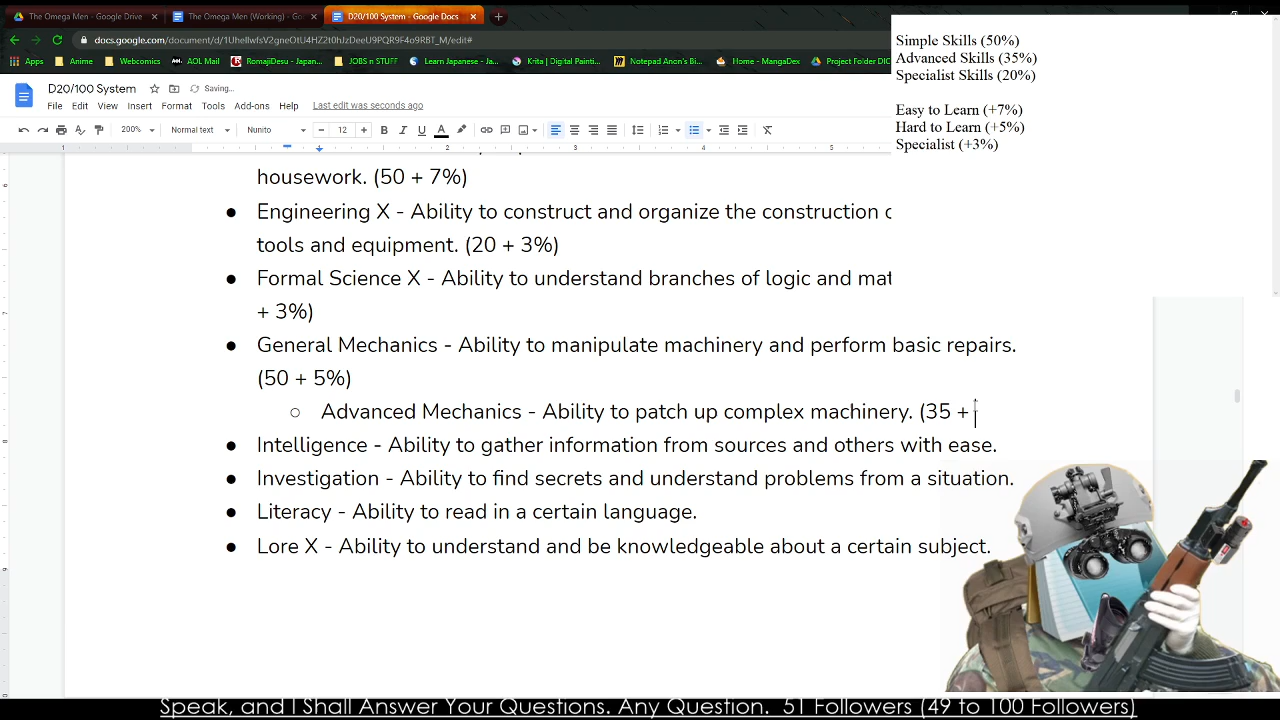 The Omega Men - Google Drive
The Omega Men (Working) - Goo
D20/100 System - Google Docs
Apps
Anime
Webcomics
AOL Mail
RomajiDesu - Japan...
JOBS n STUFF
Learn Japanese - Ja...
Krita | Digital Painti...
Notepad Anon's Bi...
Home - MangaDex
Project Folder DIC
D20/100 System
Saving...
File Edit View Insert Format Tools Add-ons Help Last edit was seconds ago
200% Normal text Nunito 12
1 2 3 4 5
housework. (50 + 7%)
● Engineering X - Ability to construct and organize the construction
tools and equipment. (20 + 3%)
● Formal Science X - Ability to understand branches of logic and mat
+ 3%)
● General Mechanics - Ability to manipulate machinery and perform basic repairs.
(50 + 5%)
○ Advanced Mechanics - Ability to patch up complex machinery. (35 +
● Intelligence - Ability to gather information from sources and others with ease.
● Investigation - Ability to find secrets and understand problems from a situation.
● Literacy - Ability to read in a certain language.
● Lore X - Ability to understand and be knowledgeable about a certain subject.
Simple Skills (50%)
Advanced Skills (35%)
Specialist Skills (20%)
Easy to Learn (+7%)
Hard to Learn (+5%)
Specialist (+3%)
Speak, and I Shall Answer Your Questions. Any Question. 51 Followers (49 to 100 Followers)